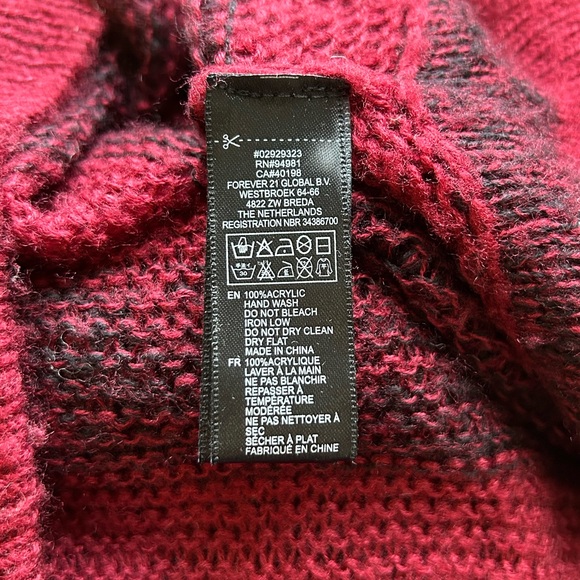 #02929323
RN#94981
CA#40198
FOREVER 21 GLOBAL B.V.
WESTBROEK 64-66
4822 ZW BREDA
THE NETHERLANDS
REGISTRATION NBR 34386700
30
EN 100%ACRYLIC
HAND WASH
DO NOT BLEACH
IRON LOW
DO NOT DRY CLEAN
DRY FLAT
MADE IN CHINA
FR 100%ACRYLIQUE
LAVER À LA MAIN
NE PAS BLANCHIR
REPASSER À
TEMPÉRATURE
MODÉRÉE
NE PAS NETTOYER À
SEC
SÉCHER À PLAT
FABRIQUÉ EN CHINE